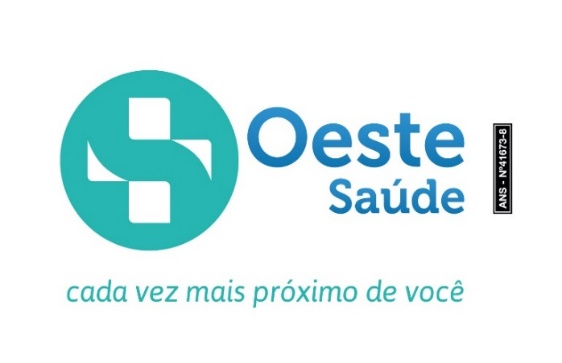 Oeste
Saúde
ANS - Nº41673-8
cada vez mais próximo de você